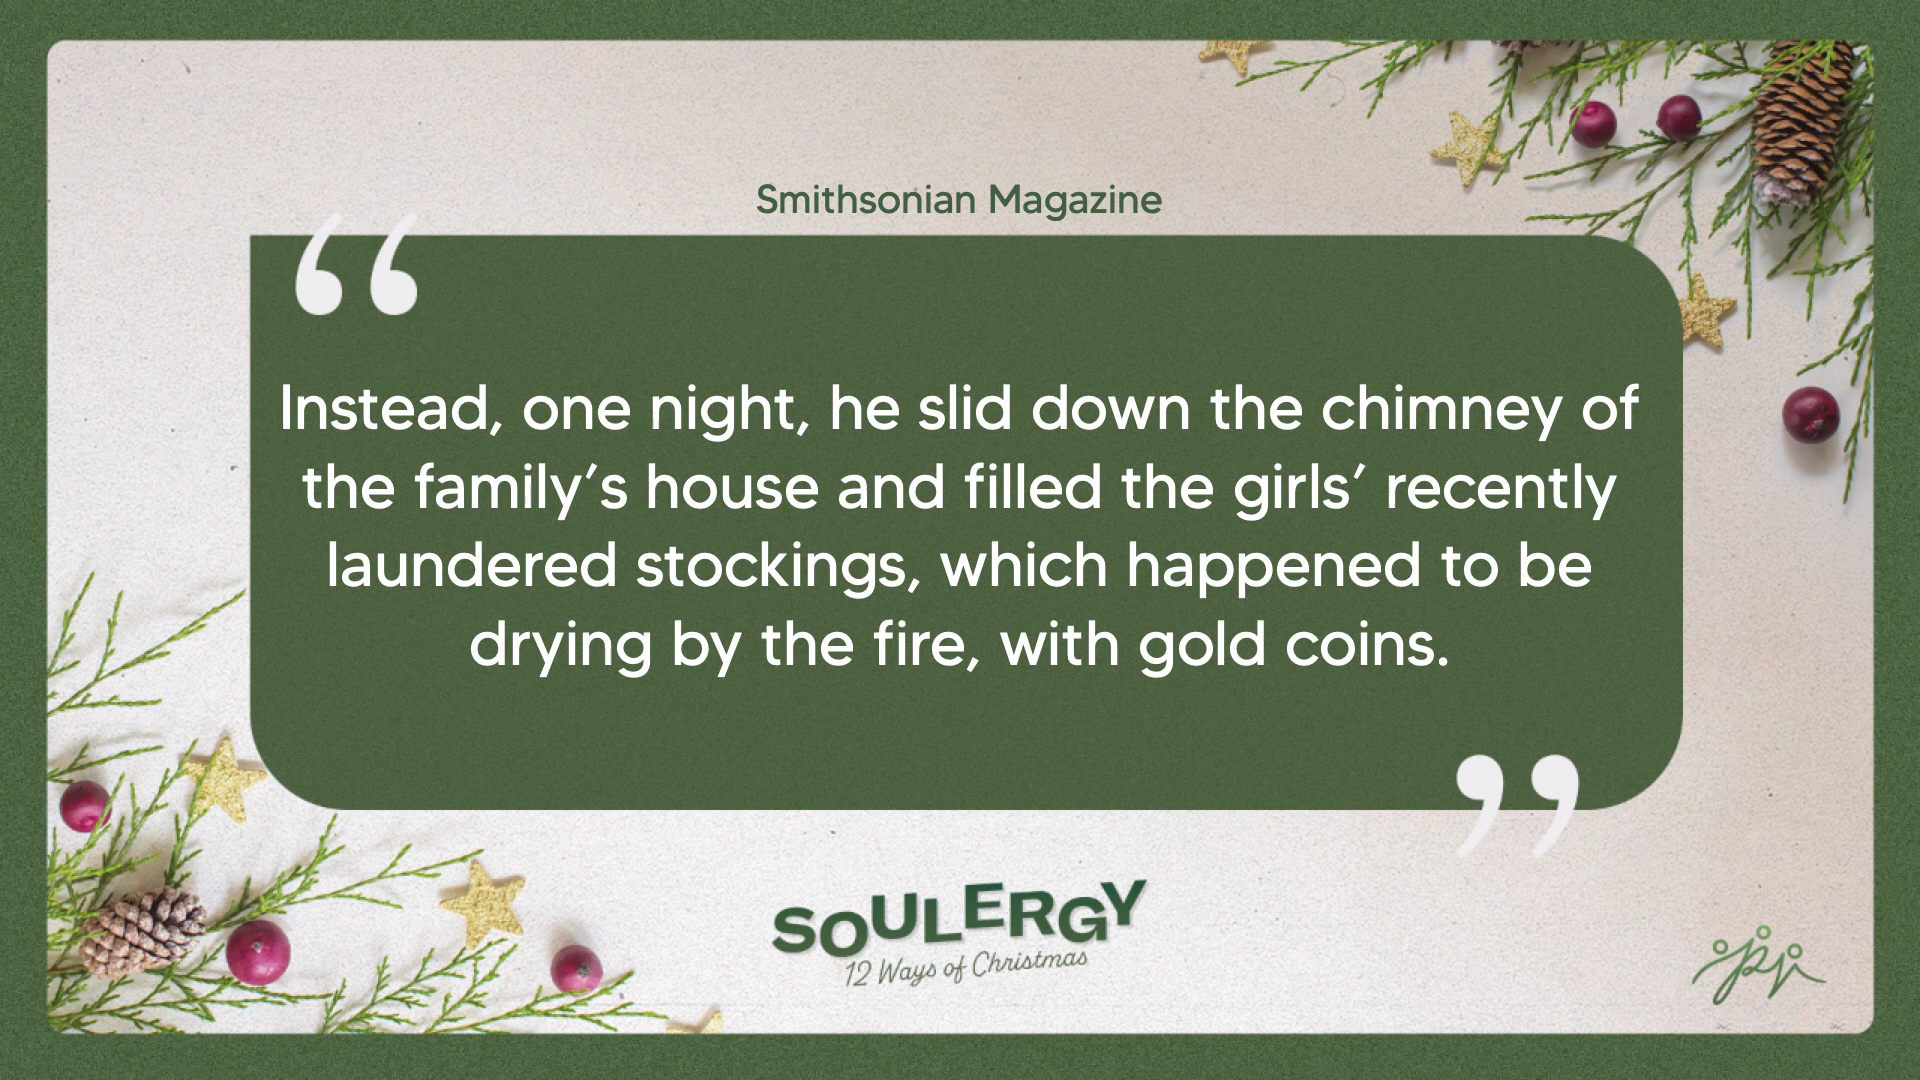 Smithsonian Magazine
“
Instead, one night, he slid down the chimney of
the family’s house and filled the girls’ recently
laundered stockings, which happened to be
drying by the fire, with gold coins.
”
SOULERGY
12 Ways of Christmas